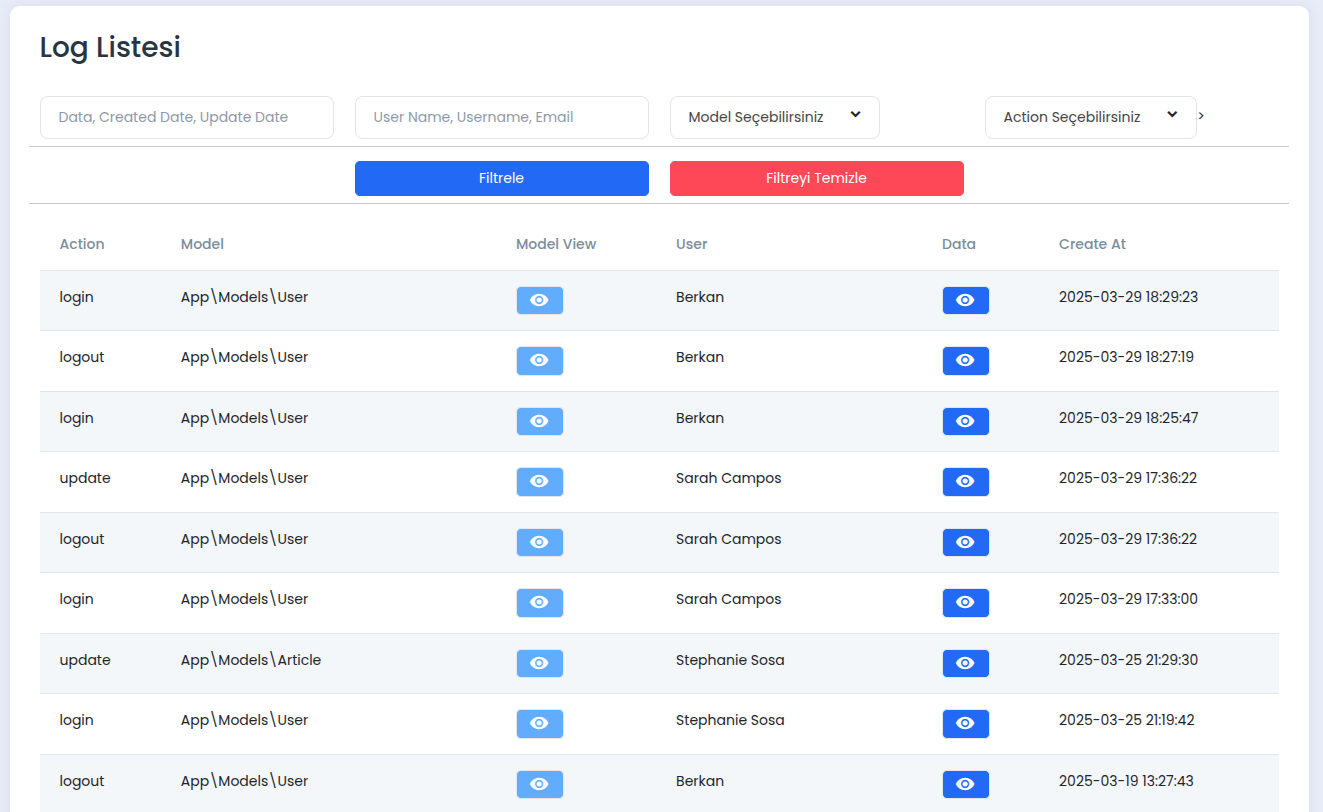 Log Listesi
Data, Created Date, Update Date User Name, Username, Email Model Seçebilirsiniz Action Seçebilirsiniz >
Filtrele Filtreyi Temizle
Action Model Model View User Data Create At
login App\Models\User Berkan 2025-03-29 18:29:23
logout App\Models\User Berkan 2025-03-29 18:27:19
login App\Models\User Berkan 2025-03-29 18:25:47
update App\Models\User Sarah Campos 2025-03-29 17:36:22
logout App\Models\User Sarah Campos 2025-03-29 17:36:22
login App\Models\User Sarah Campos 2025-03-29 17:33:00
update App\Models\Article Stephanie Sosa 2025-03-25 21:29:30
login App\Models\User Stephanie Sosa 2025-03-25 21:19:42
logout App\Models\User Berkan 2025-03-19 13:27:43